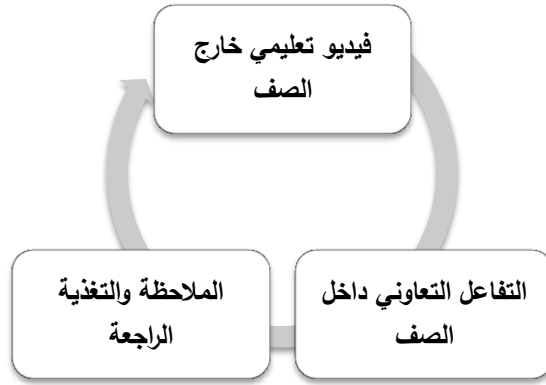 فيديو تعليمي خارج
الصف
التفاعل التعاوني داخل
الصف
الملاحظة والتغذية
الراجعة